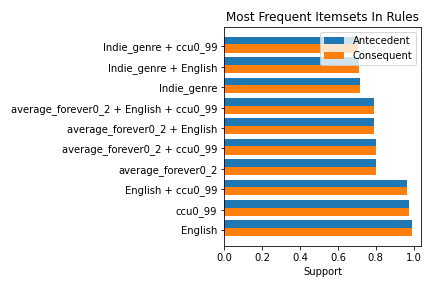 Most Frequent Itemsets In Rules
Antecedent
Consequent
Indie_genre + ccu0_99
Indie_genre + English
Indie_genre
average_forever0_2 + English + ccu0_99
average_forever0_2 + English
average_forever0_2 + ccu0_99
average_forever0_2
English + ccu0_99
ccu0_99
English
0.0 0.2 0.4 0.6 0.8 1.0
Support